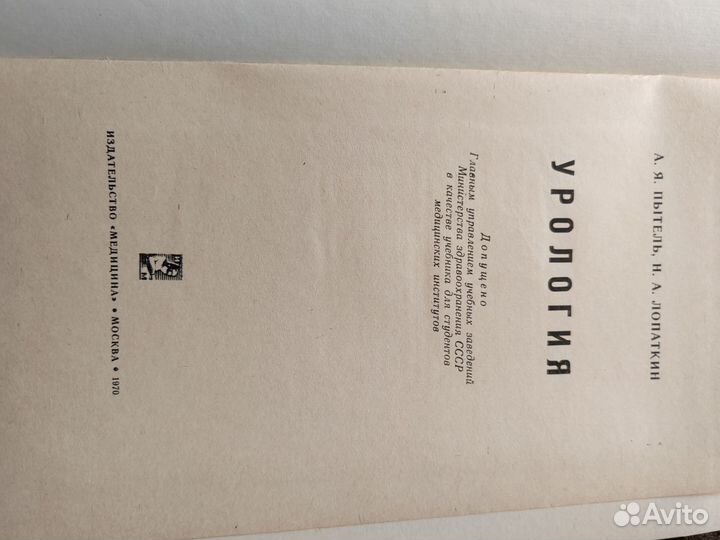 А. Я. ПЫТЕЛЬ, Н. А. ЛОПАТКИН
УРОЛОГИЯ
Допущено
Главным управлением учебных заведений
Министерства здравоохранения СССР
в качестве учебника для студентов
медицинских институтов
ИЗДАТЕЛЬСТВО «МЕДИЦИНА» • МОСКВА • 1970
Avito